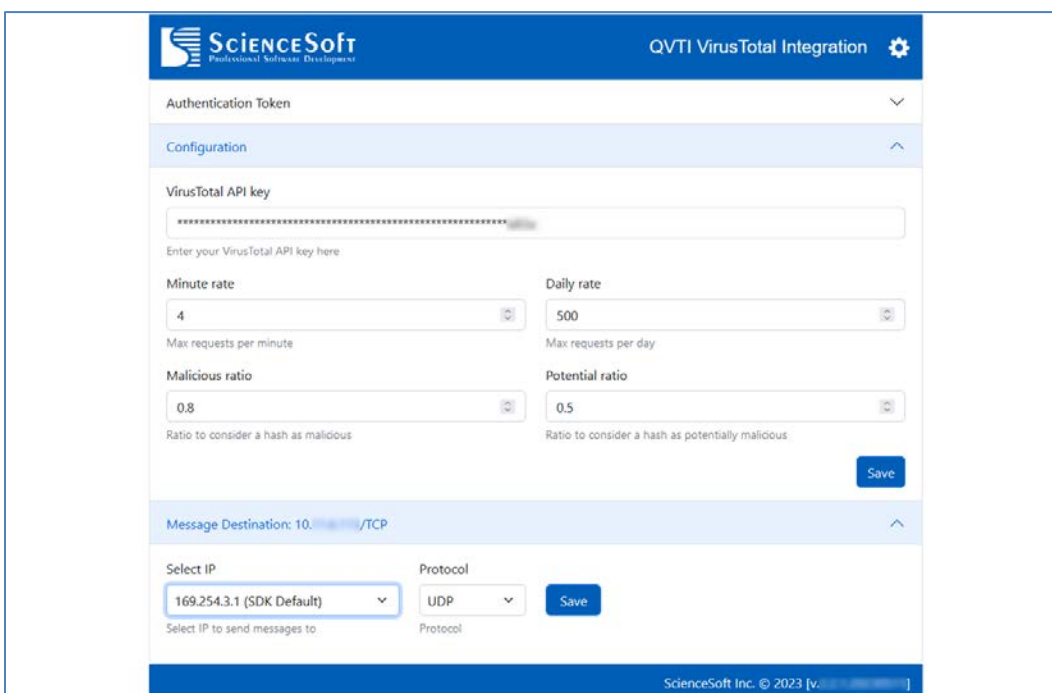 SCIENCESOFT
Professional Software Development
QVTI VirusTotal Integration
Authentication Token
Configuration
VirusTotal API key
******************************************************************
Enter your VirusTotal API key here
Minute rate Daily rate
4 500
Max requests per minute Max requests per day
Malicious ratio Potential ratio
0.8 0.5
Ratio to consider a hash as malicious Ratio to consider a hash as potentially malicious
Save
Message Destination: 10. /TCP
Select IP Protocol
169.254.3.1 (SDK Default) UDP Save
Select IP to send messages to Protocol
ScienceSoft Inc. © 2023 [v. ]